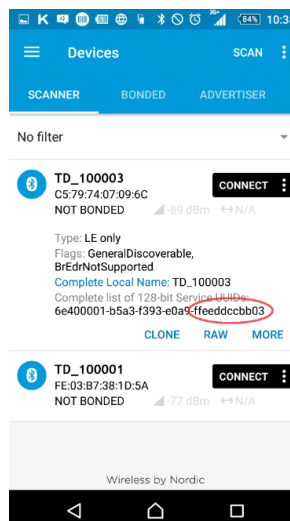 3G+ 84% 10:3
Devices SCAN
SCANNER BONDED ADVERTISER
No filter
TD_100003
C5:79:74:07:09:6C
NOT BONDED -89 dBm N/A
CONNECT
Type: LE only
Flags: GeneralDiscoverable,
BrEdrNotSupported
Complete Local Name: TD_100003
Complete list of 128-bit Service UUIDs:
6e400001-b5a3-f393-e0a9-ffeeddccbb03
CLONE RAW MORE
TD_100001
FE:03:B7:38:1D:5A
NOT BONDED -77 dBm N/A
CONNECT
Wireless by Nordic